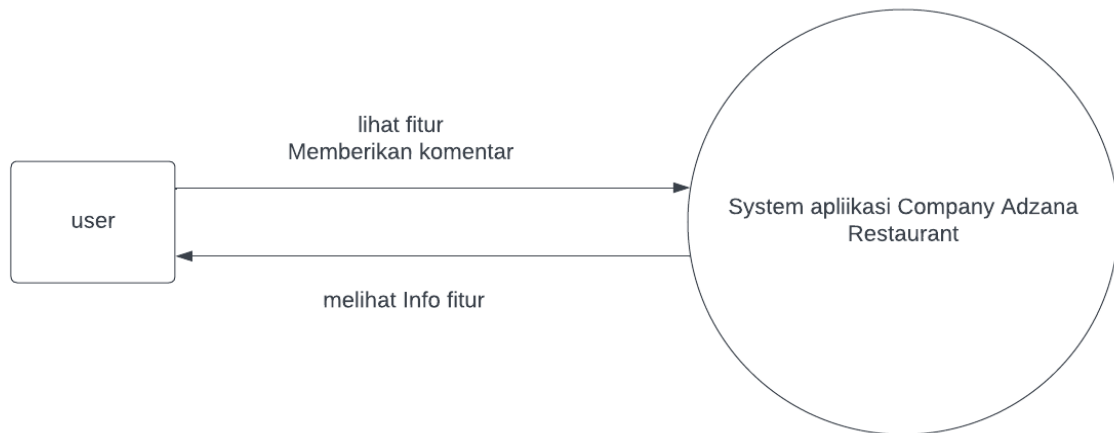 lihat fitur
Memberikan komentar
user
System apliikasi Company Adzana
Restaurant
melihat Info fitur